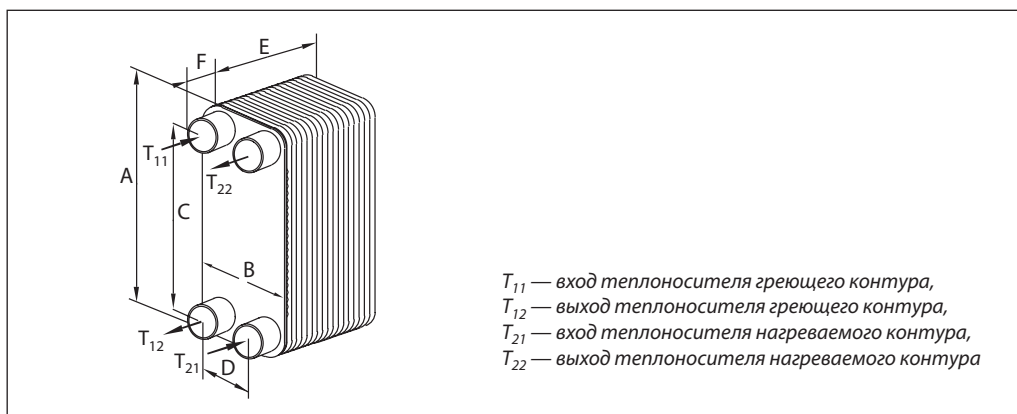 E
F
T₁₁
A
T₂₂
C
B
T₁₂
T₂₁
D
T₁₁ — вход теплоносителя греющего контура,
T₁₂ — выход теплоносителя греющего контура,
T₂₁ — вход теплоносителя нагреваемого контура,
T₂₂ — выход теплоносителя нагреваемого контура